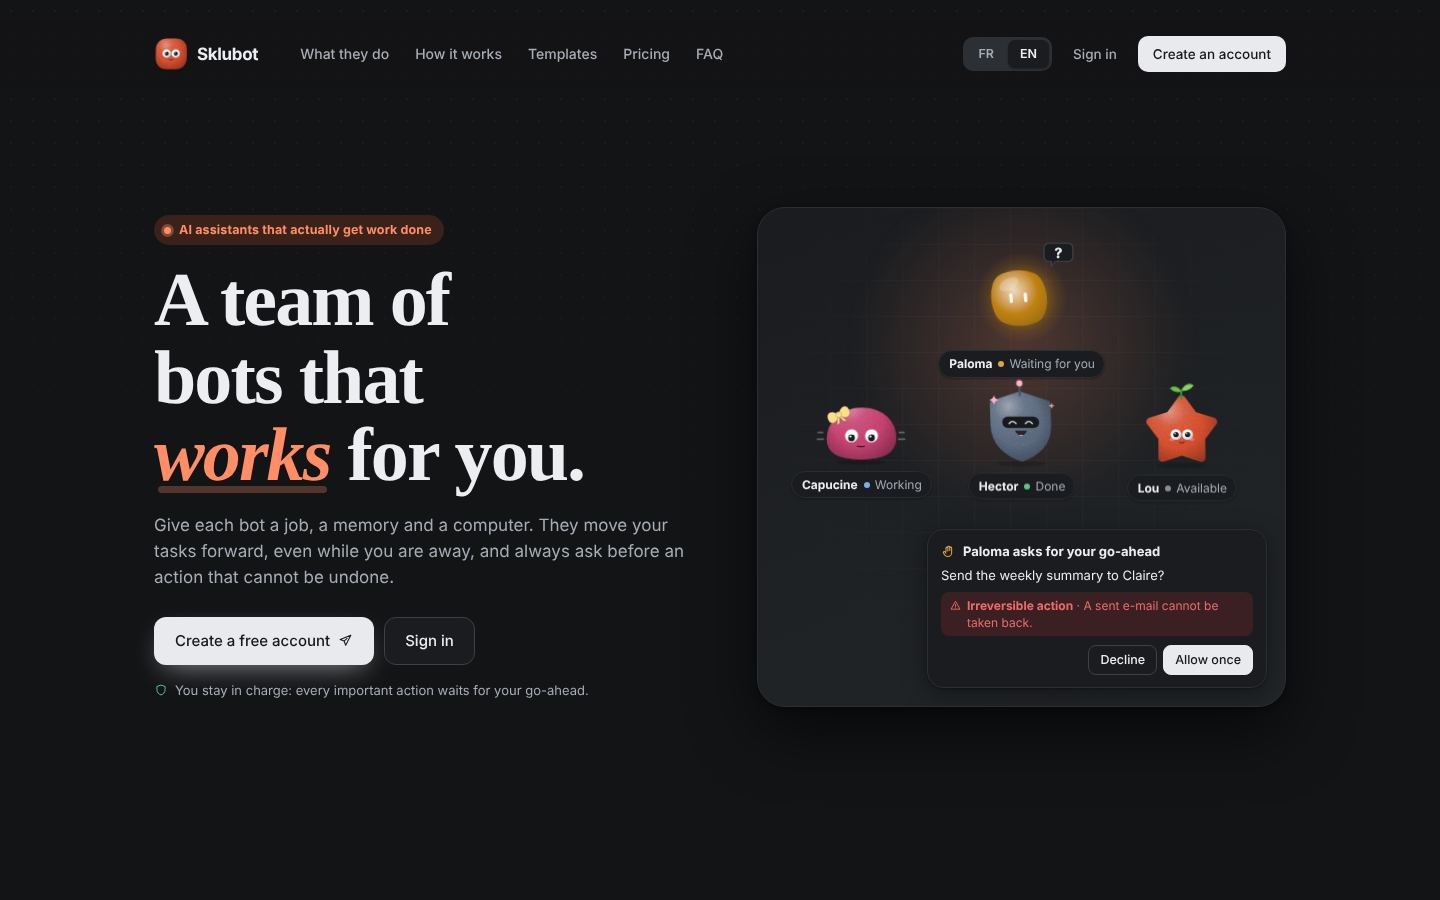 Sklubot
What they do
How it works
Templates
Pricing
FAQ
FR
EN
Sign in
Create an account
AI assistants that actually get work done
A team of
bots that
works for you.
Give each bot a job, a memory and a computer. They move your
tasks forward, even while you are away, and always ask before an
action that cannot be undone.
Create a free account
Sign in
You stay in charge: every important action waits for your go-ahead.
?
Paloma Waiting for you
Capucine Working
Hector Done
Lou Available
Paloma asks for your go-ahead
Send the weekly summary to Claire?
Irreversible action · A sent e-mail cannot be
taken back.
Decline
Allow once